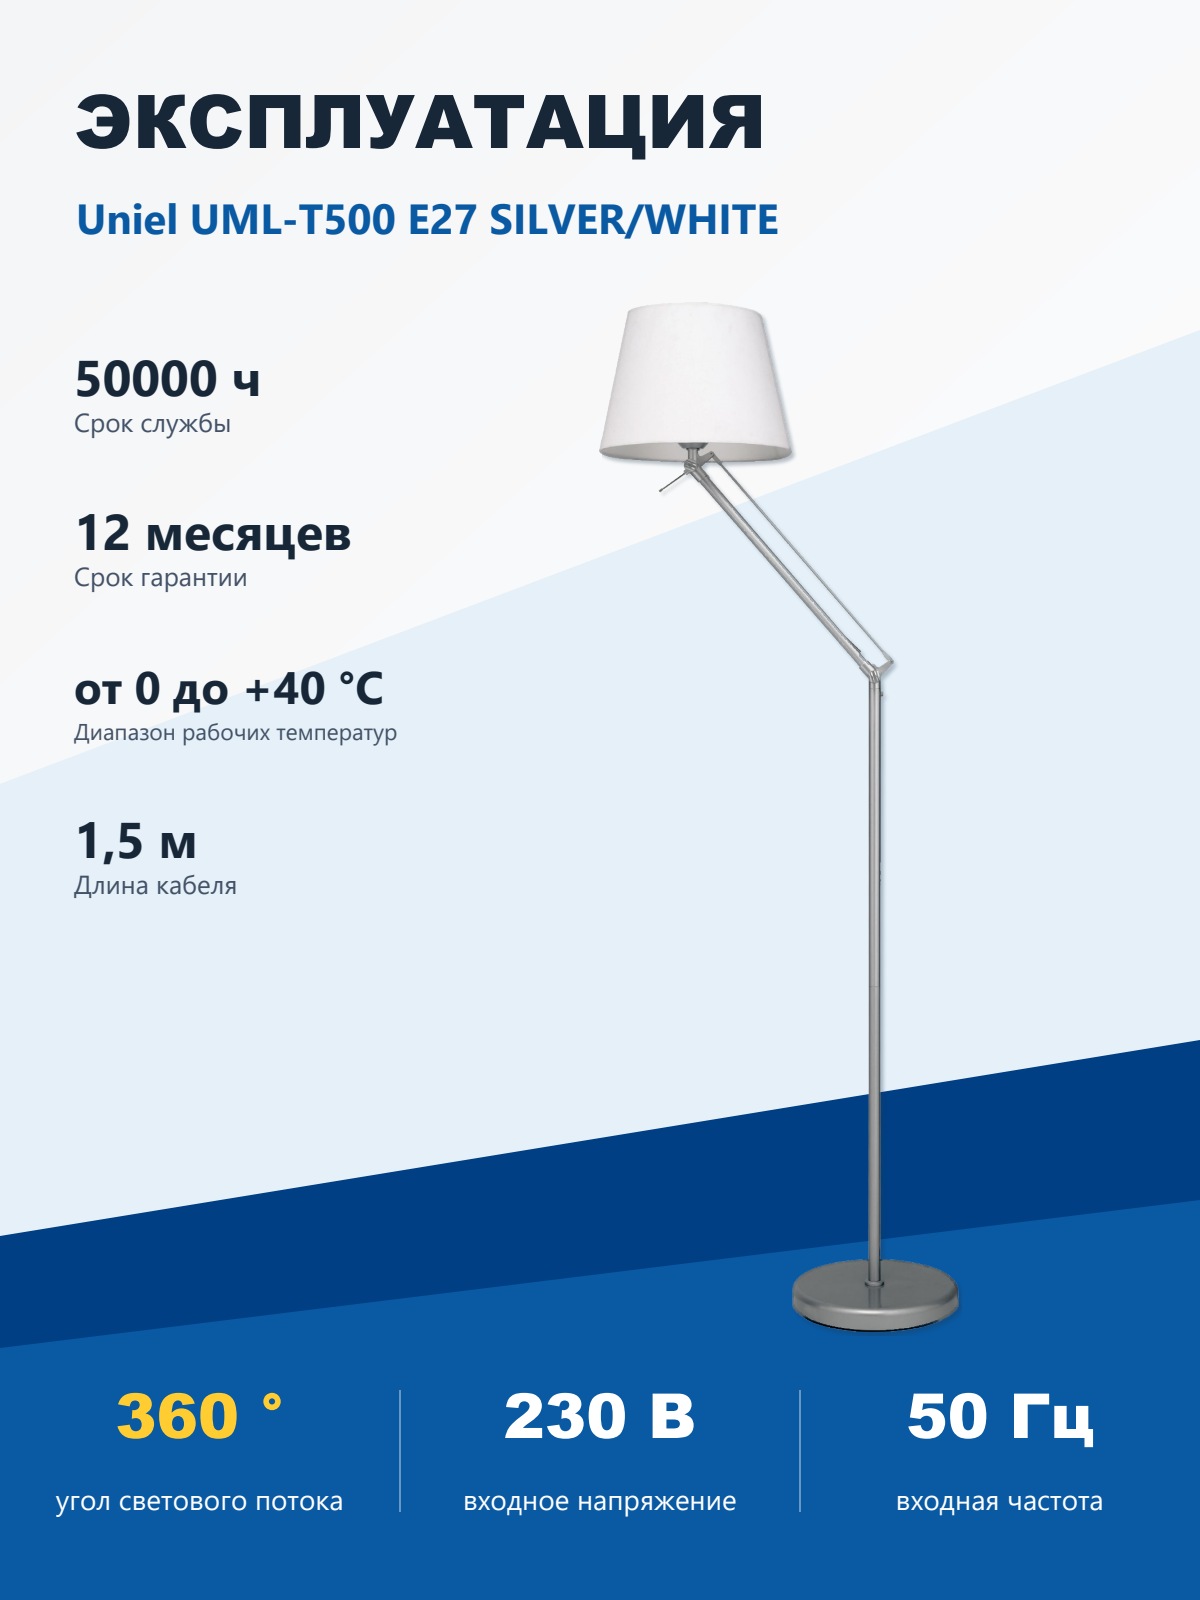 ЭКСПЛУАТАЦИЯ
Uniel UML-T500 E27 SILVER/WHITE
50000 ч
Срок службы
12 месяцев
Срок гарантии
от 0 до +40 °C
Диапазон рабочих температур
1,5 м
Длина кабеля
360 °
угол светового потока
230 В
входное напряжение
50 Гц
входная частота